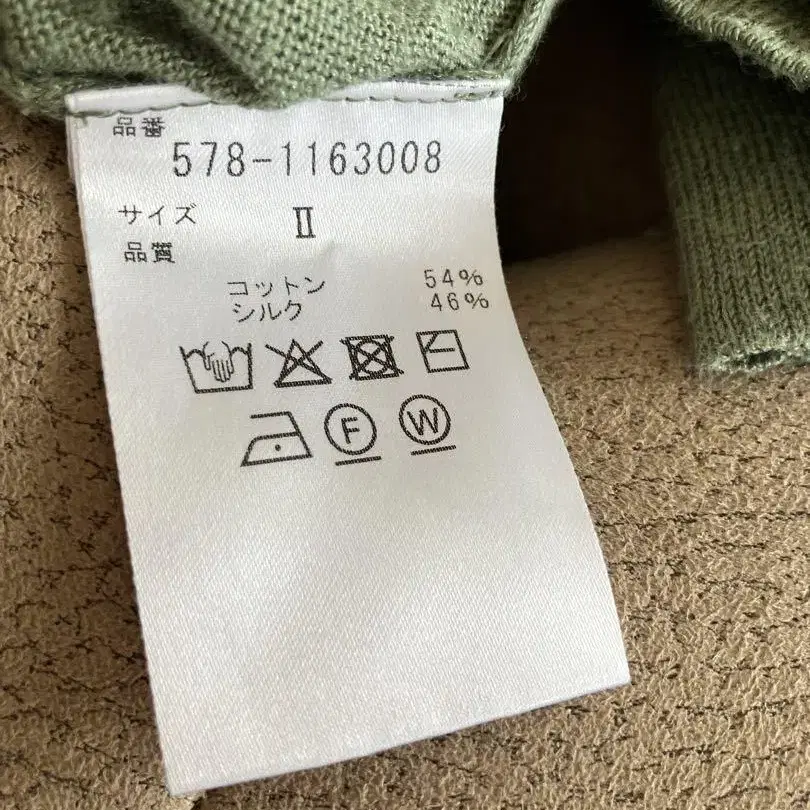 品番
578-1163008
サイズ Ⅱ
品質
コットン 54%
シルク 46%
F W